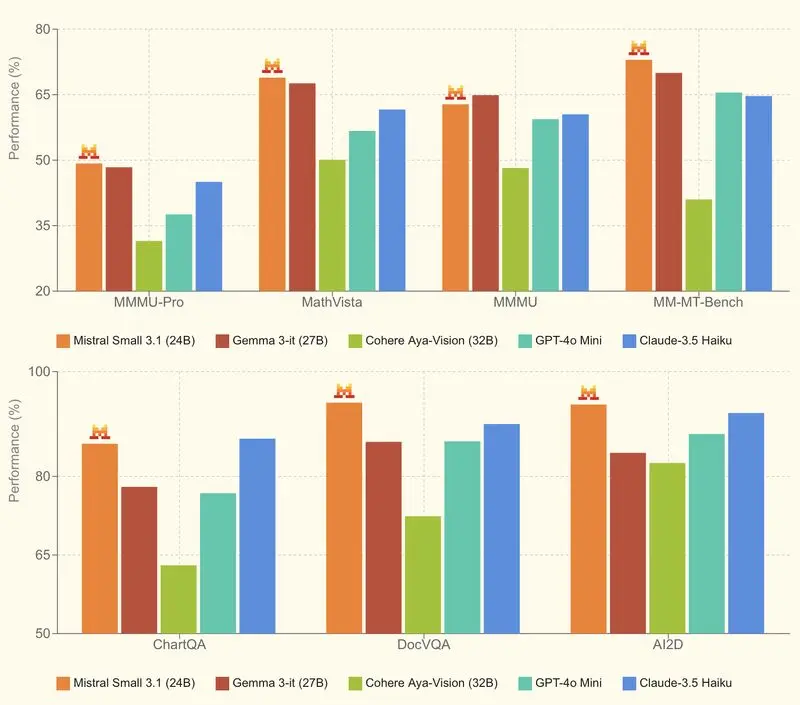 80
65
50
35
20
Performance (%)
MMMU-Pro MathVista MMMU MM-MT-Bench
Mistral Small 3.1 (24B) Gemma 3-it (27B) Cohere Aya-Vision (32B) GPT-4o Mini Claude-3.5 Haiku
100
80
65
50
Performance (%)
ChartQA DocVQA AI2D
Mistral Small 3.1 (24B) Gemma 3-it (27B) Cohere Aya-Vision (32B) GPT-4o Mini Claude-3.5 Haiku